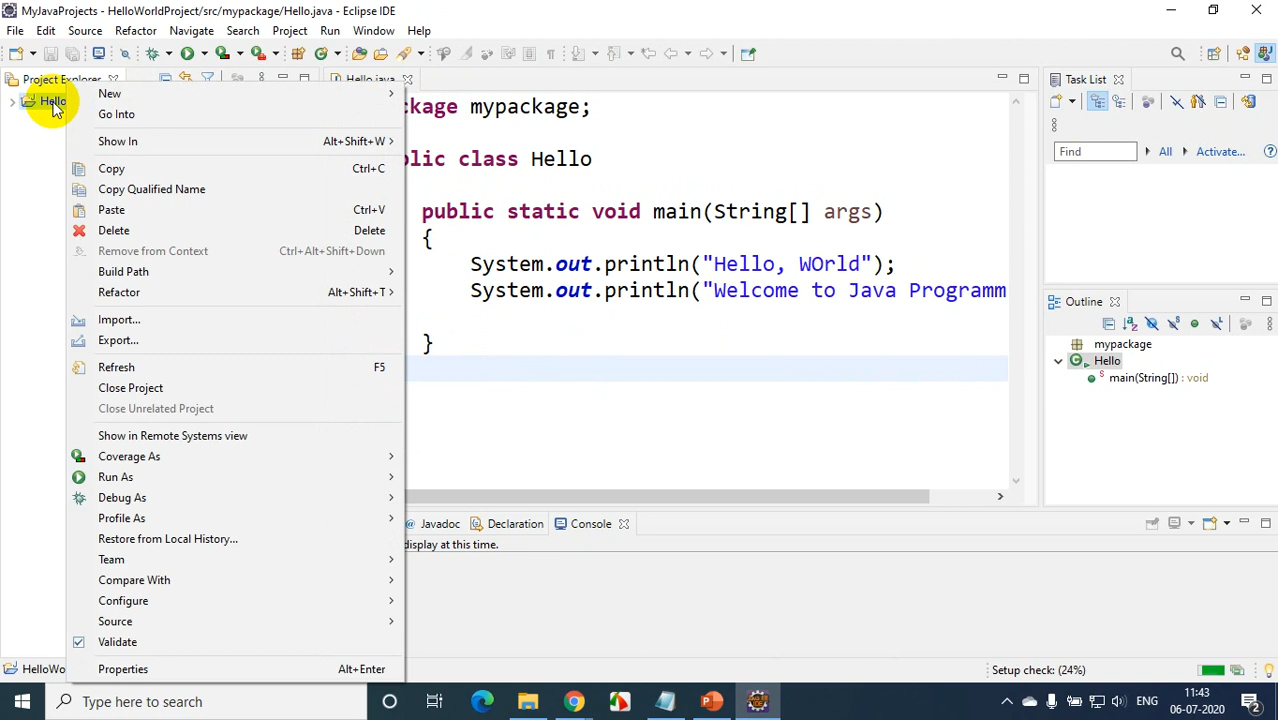 MyJavaProjects - HelloWorldProject/src/mypackage/Hello.java - Eclipse IDE
File Edit Source Refactor Navigate Search Project Run Window Help
Project Explorer
Hello.java
Task List
Hello
New
Go Into
Show In Alt+Shift+W
Copy Ctrl+C
Copy Qualified Name
Paste Ctrl+V
Delete Delete
Remove from Context Ctrl+Alt+Shift+Down
Build Path
Refactor Alt+Shift+T
Import...
Export...
Refresh F5
Close Project
Close Unrelated Project
Show in Remote Systems view
Coverage As
Run As
Debug As
Profile As
Restore from Local History...
Team
Compare With
Configure
Source
Validate
Properties Alt+Enter
ckage mypackage;
blic class Hello
public static void main(String[] args)
{
System.out.println("Hello, WOrld");
System.out.println("Welcome to Java Programm
}
Find All Activate...
Outline
mypackage
Hello
main(String[]) : void
Javadoc Declaration Console
display at this time.
HelloWo
Setup check: (24%)
Type here to search
ENG
11:43
06-07-2020
2